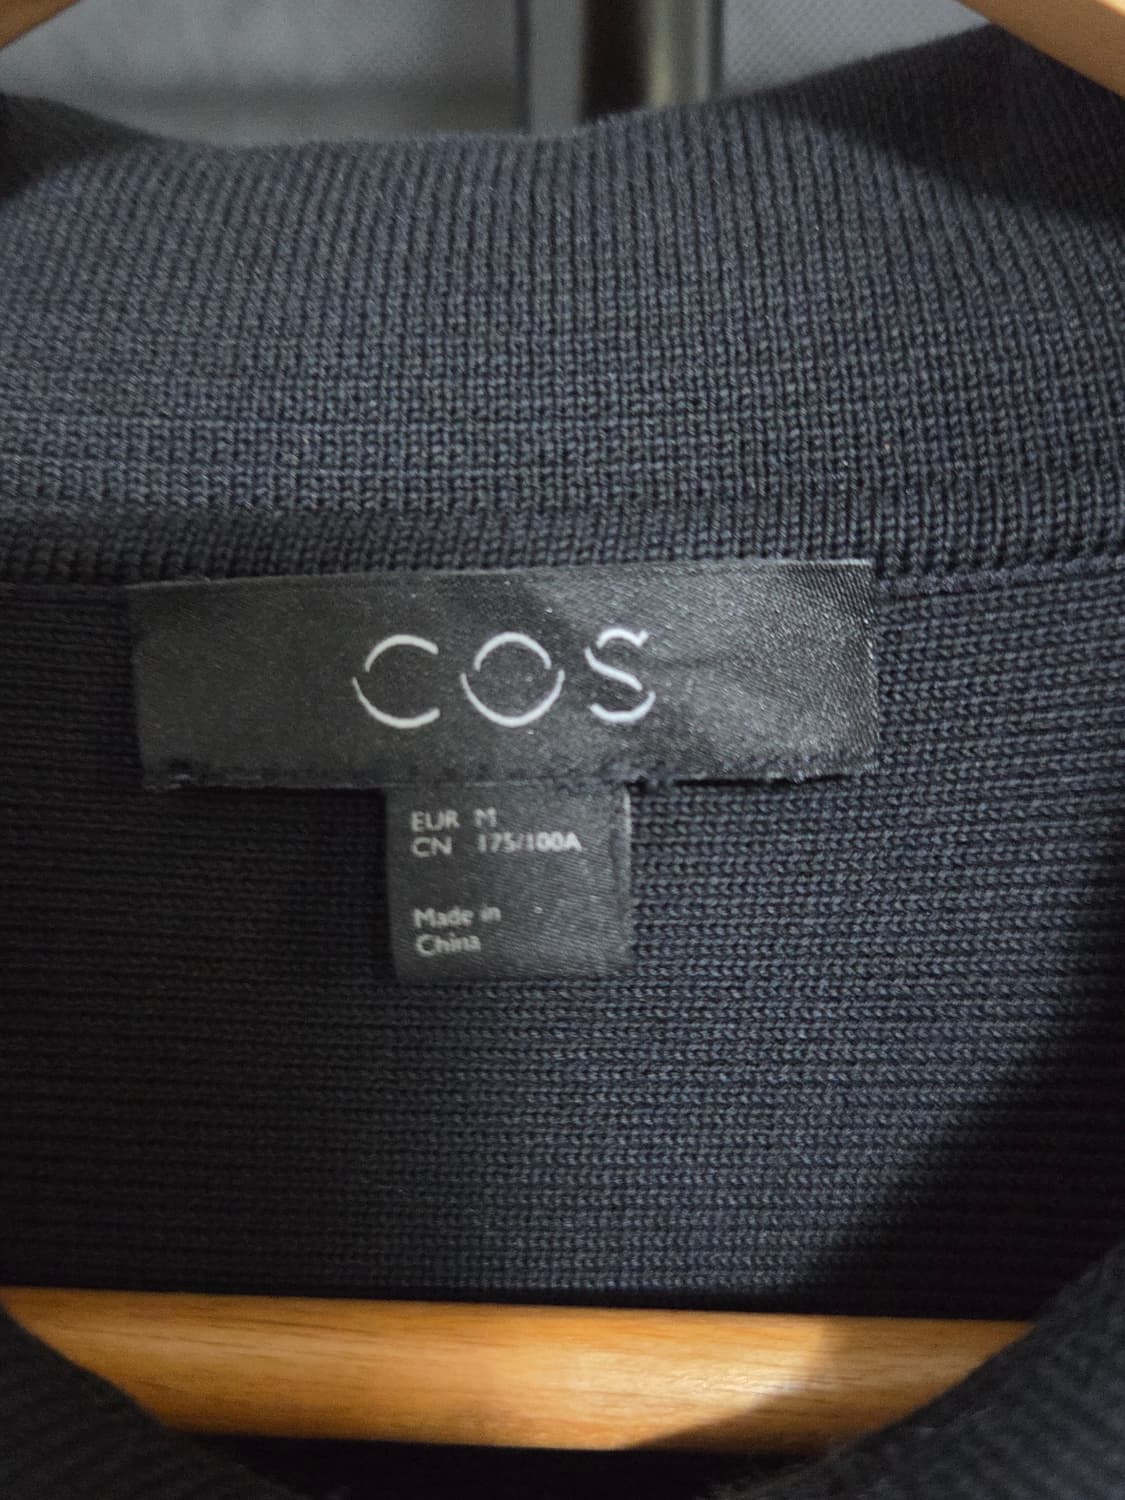 COS
EUR M
CN 175/100A
Made in
China